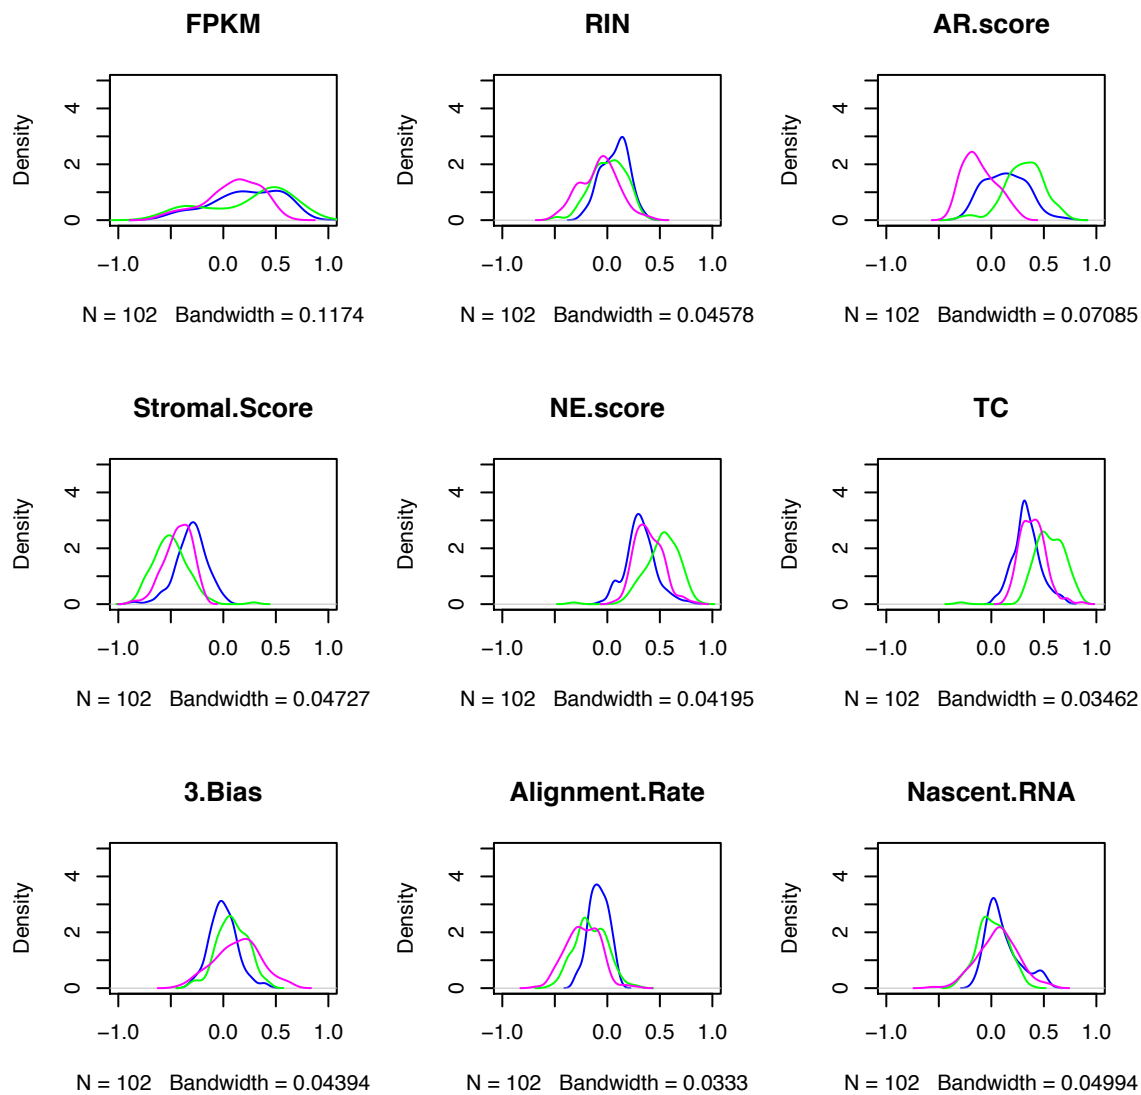 FPKM RIN AR.score
Density 0 2 4 Density 0 2 4 Density 0 2 4
−1.0 0.0 0.5 1.0 −1.0 0.0 0.5 1.0 −1.0 0.0 0.5 1.0
N = 102 Bandwidth = 0.1174 N = 102 Bandwidth = 0.04578 N = 102 Bandwidth = 0.07085
Stromal.Score NE.score TC
Density 0 2 4 Density 0 2 4 Density 0 2 4
−1.0 0.0 0.5 1.0 −1.0 0.0 0.5 1.0 −1.0 0.0 0.5 1.0
N = 102 Bandwidth = 0.04727 N = 102 Bandwidth = 0.04195 N = 102 Bandwidth = 0.03462
3.Bias Alignment.Rate Nascent.RNA
Density 0 2 4 Density 0 2 4 Density 0 2 4
−1.0 0.0 0.5 1.0 −1.0 0.0 0.5 1.0 −1.0 0.0 0.5 1.0
N = 102 Bandwidth = 0.04394 N = 102 Bandwidth = 0.0333 N = 102 Bandwidth = 0.04994